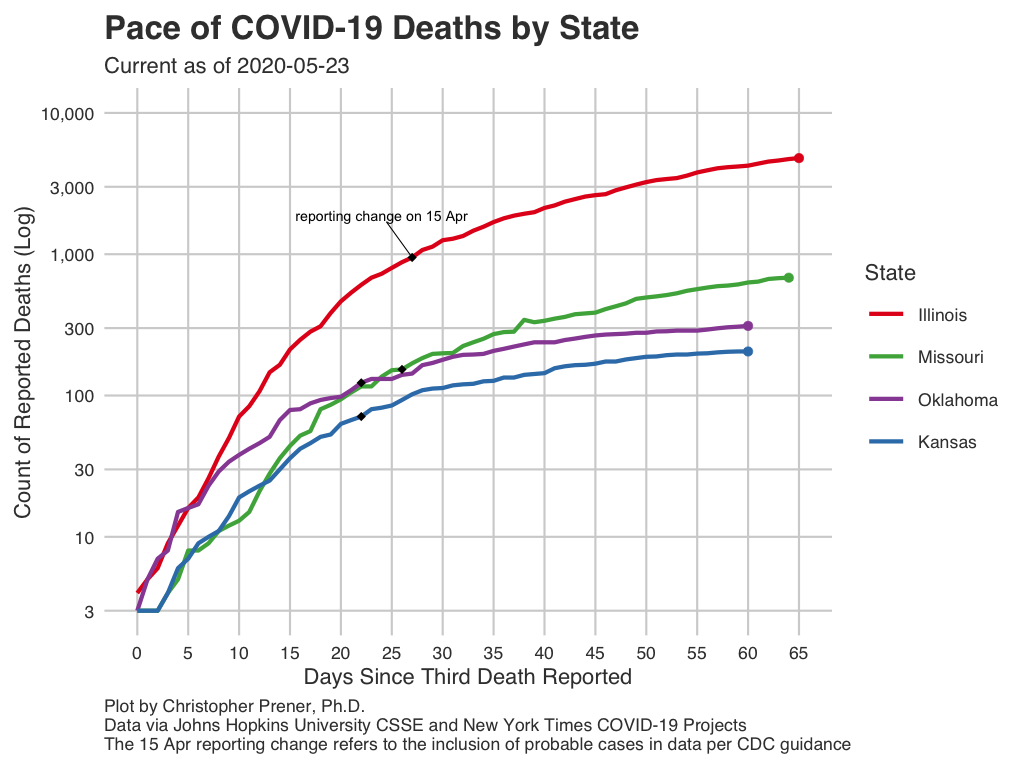 Pace of COVID-19 Deaths by State
Current as of 2020-05-23
Count of Reported Deaths (Log)
10,000
3,000
1,000
300
100
30
10
3
reporting change on 15 Apr
0 5 10 15 20 25 30 35 40 45 50 55 60 65
Days Since Third Death Reported
State
Illinois
Missouri
Oklahoma
Kansas
Plot by Christopher Prener, Ph.D.
Data via Johns Hopkins University CSSE and New York Times COVID-19 Projects
The 15 Apr reporting change refers to the inclusion of probable cases in data per CDC guidance